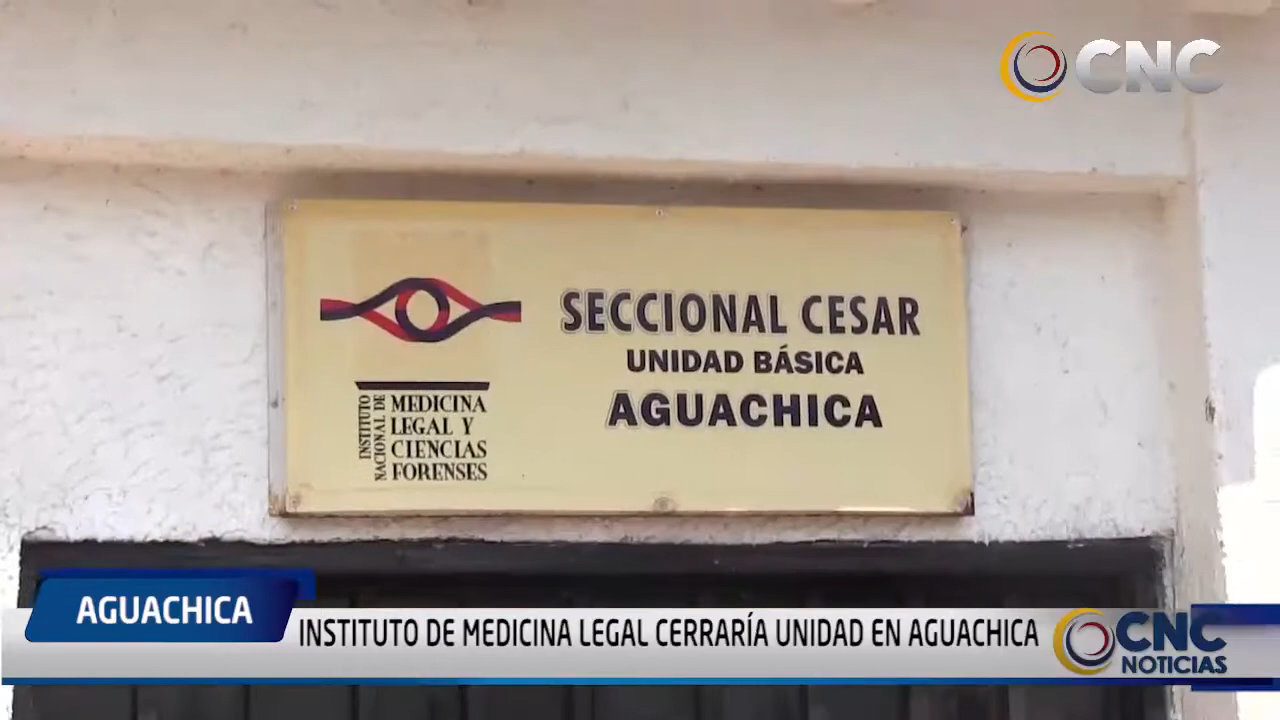 CNC
SECCIONAL CESAR
UNIDAD BÁSICA
AGUACHICA
INSTITUTO
NACIONAL DE
MEDICINA
LEGAL Y
CIENCIAS
FORENSES
AGUACHICA
INSTITUTO DE MEDICINA LEGAL CERRARÍA UNIDAD EN AGUACHICA
CNC
NOTICIAS